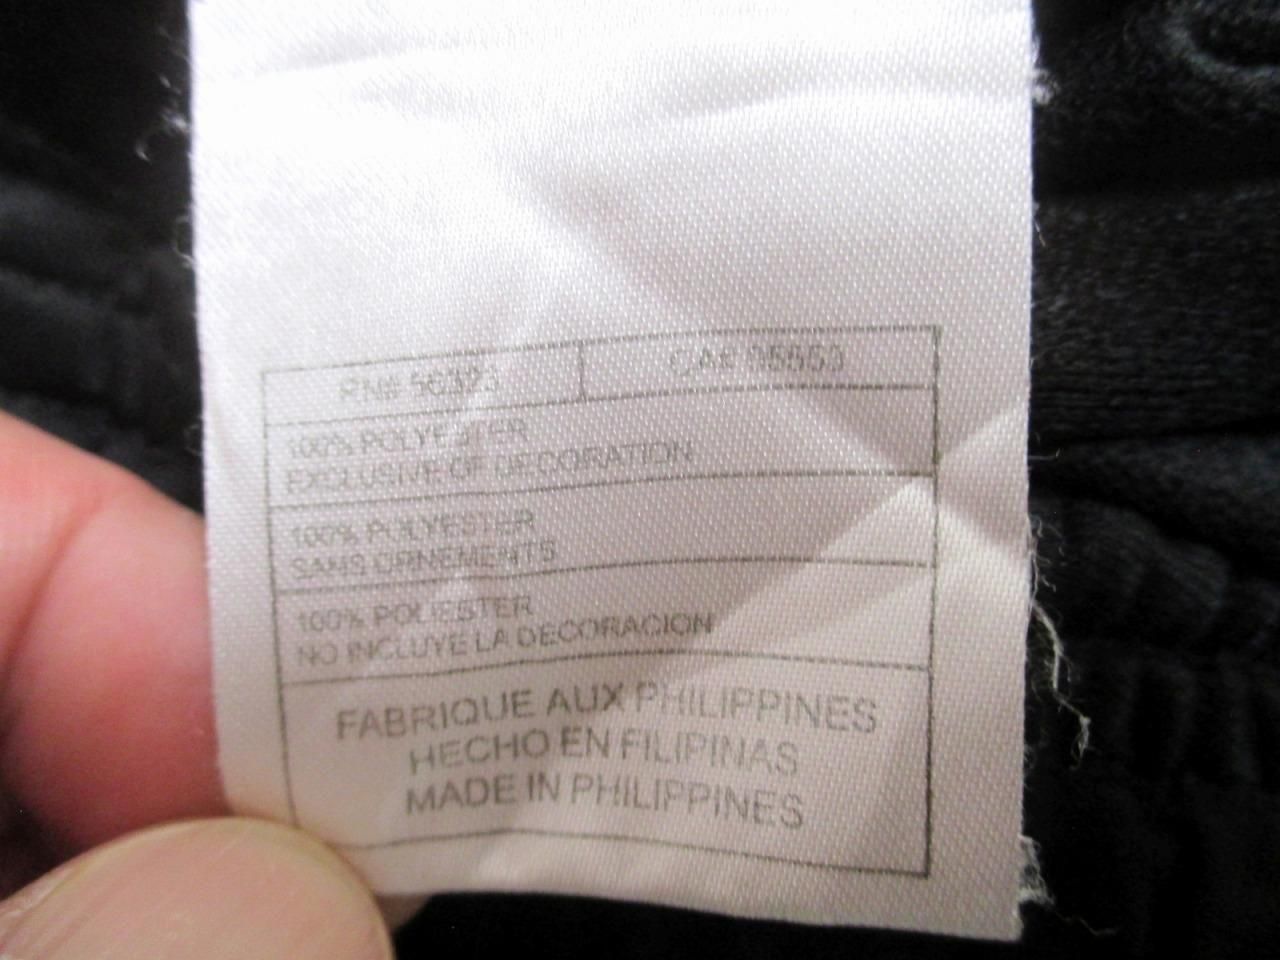 RN# 56323 CA# 05553
100% POLYESTER
EXCLUSIVE OF DECORATION
100% POLYESTER
SANS ORNEMENTS
100% POLIESTER
NO INCLUYE LA DECORACION
FABRIQUE AUX PHILIPPINES
HECHO EN FILIPINAS
MADE IN PHILIPPINES